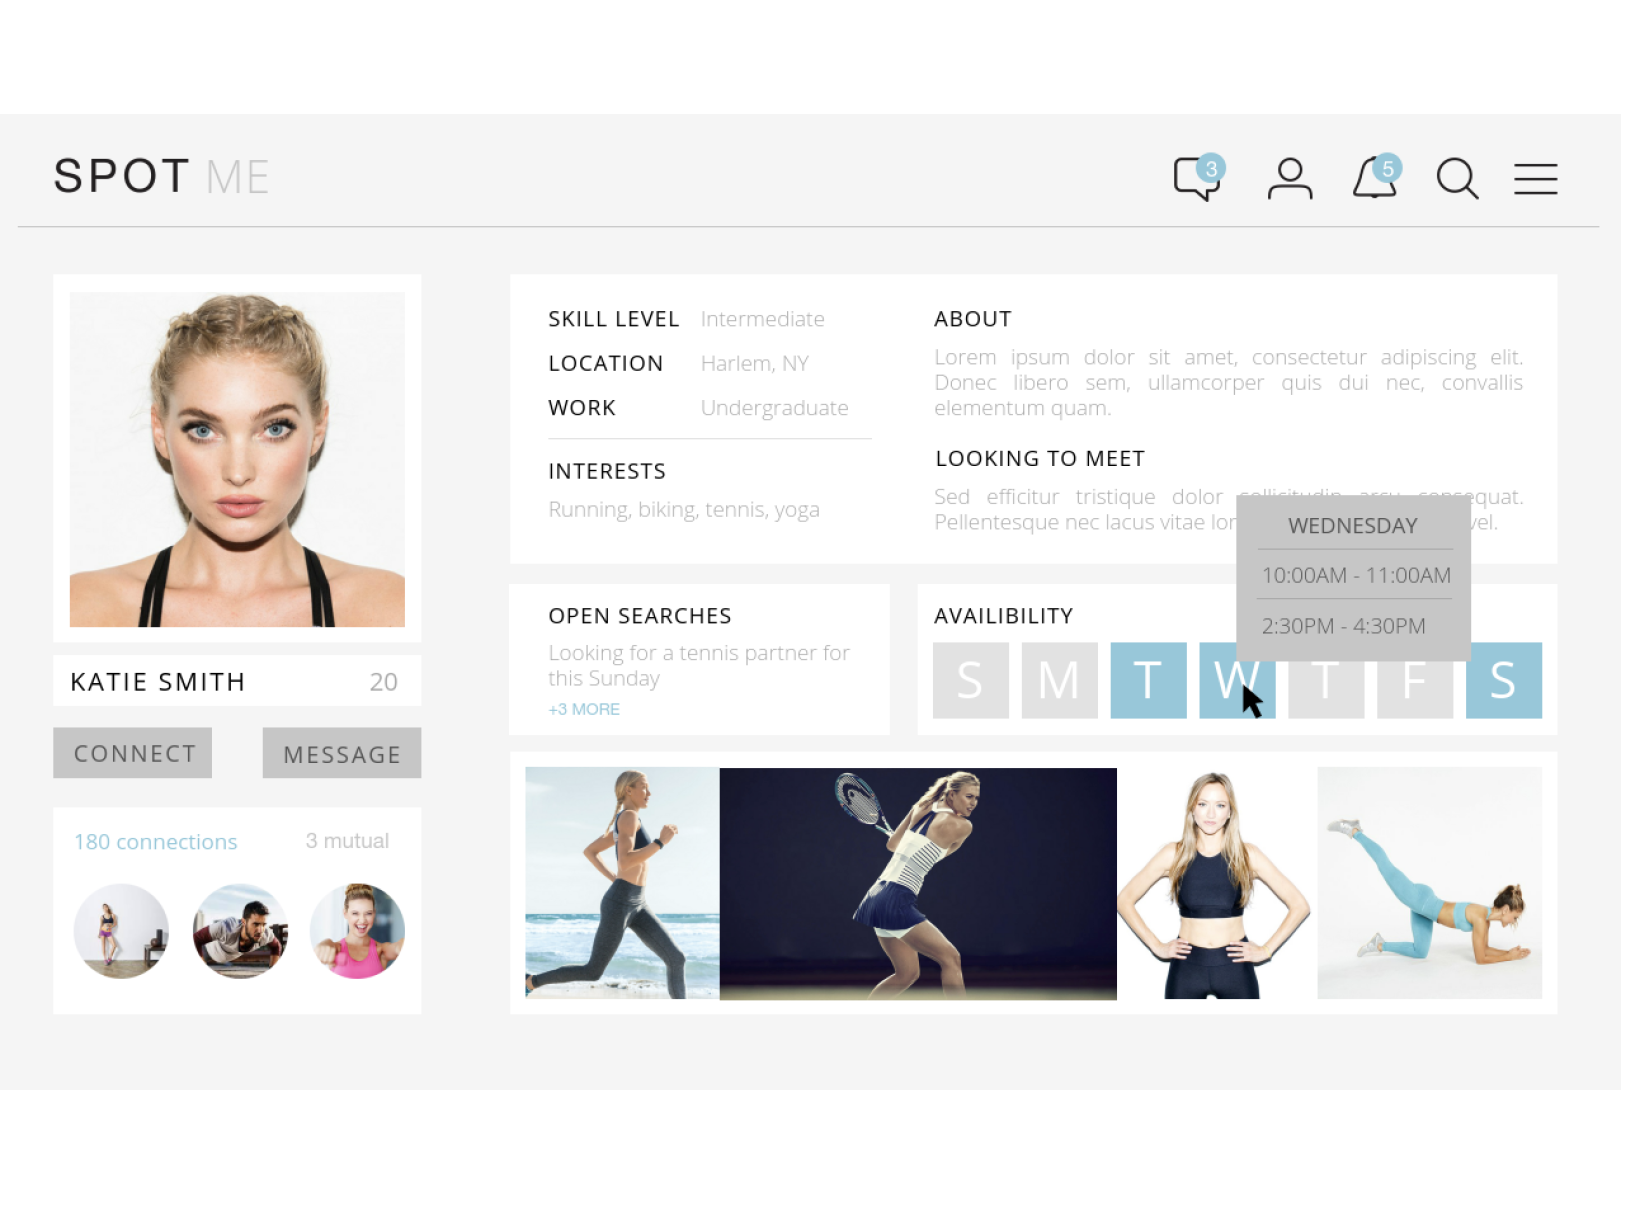 SPOT ME
3
5
SKILL LEVEL Intermediate
LOCATION Harlem, NY
WORK Undergraduate
INTERESTS
Running, biking, tennis, yoga
ABOUT
Lorem ipsum dolor sit amet, consectetur adipiscing elit.
Donec libero sem, ullamcorper quis dui nec, convallis
elementum quam.
LOOKING TO MEET
Sed efficitur tristique dolor sollicitudin arcu consequat.
Pellentesque nec lacus vitae vel.
WEDNESDAY
10:00AM - 11:00AM
2:30PM - 4:30PM
KATIE SMITH 20
CONNECT MESSAGE
180 connections 3 mutual
OPEN SEARCHES
Looking for a tennis partner for
this Sunday
+3 MORE
AVAILIBILITY
S M T W T F S